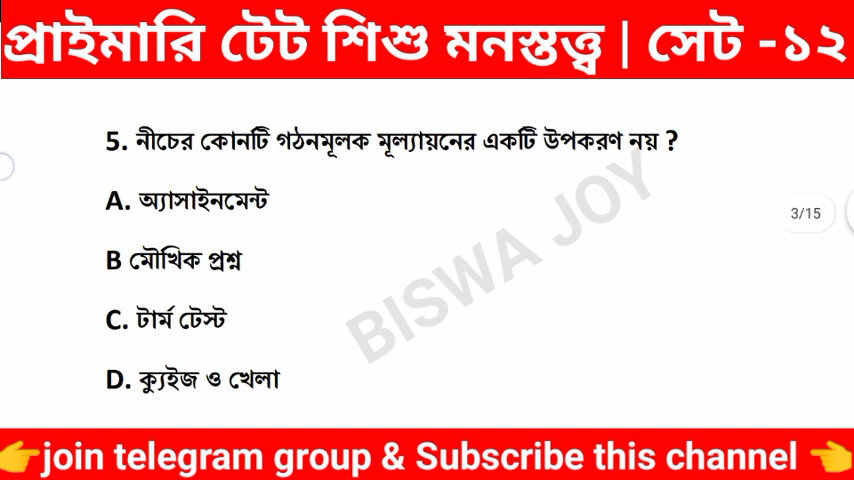 প্রাইমারি টেট শিশু মনস্তত্ত্ব | সেট -১২
5. নীচের কোনটি গঠনমূলক মূল্যায়নের একটি উপকরণ নয় ?
A. অ্যাসাইনমেন্ট
3/15
B মৌখিক প্রশ্ন
C. টার্ম টেস্ট
D. ক্যুইজ ও খেলা
BISWA JOY
👉join telegram group & Subscribe this channel 👈